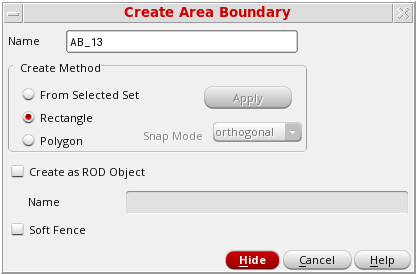 Create Area Boundary
Name AB_13
Create Method
From Selected Set Apply
Rectangle
Polygon Snap Mode orthogonal
Create as ROD Object
Name
Soft Fence
Hide Cancel Help